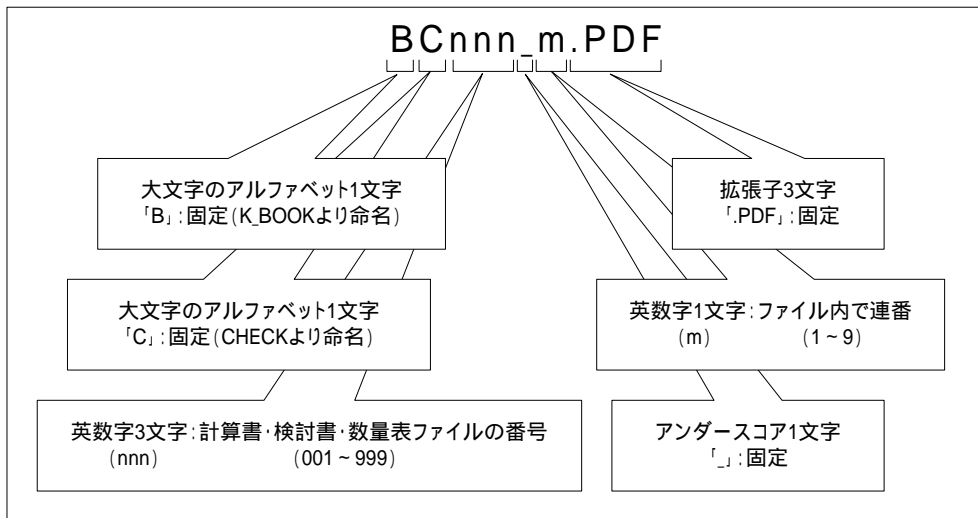 BCnnn_m.PDF
大文字のアルファベット1文字
「B」:固定(K_BOOKより命名)
拡張子3文字
「.PDF」:固定
大文字のアルファベット1文字
「C」:固定(CHECKより命名)
英数字1文字:ファイル内で連番
(m) (1~9)
英数字3文字:計算書・検討書・数量表ファイルの番号
(nnn) (001~999)
アンダースコア1文字
「_」:固定